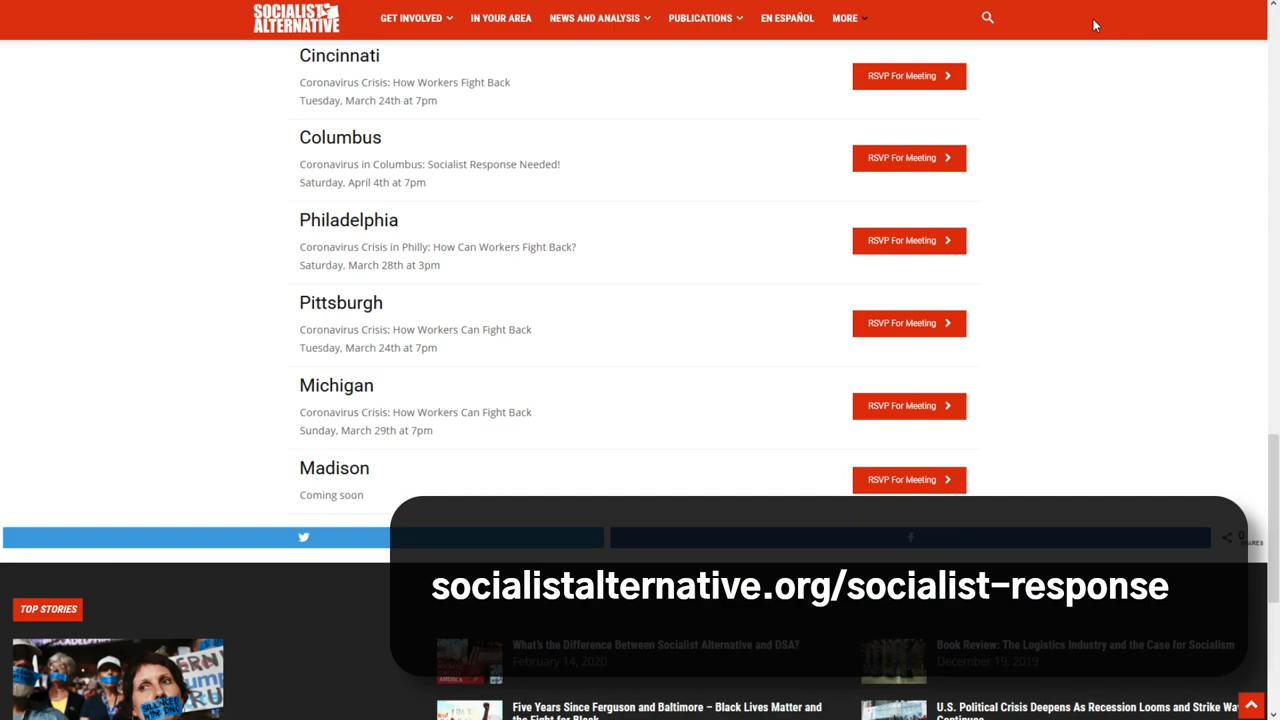 SOCIALIST
ALTERNATIVE
GET INVOLVED
IN YOUR AREA
NEWS AND ANALYSIS
PUBLICATIONS
EN ESPAÑOL
MORE
Cincinnati
Coronavirus Crisis: How Workers Fight Back
Tuesday, March 24th at 7pm
RSVP For Meeting
Columbus
Coronavirus in Columbus: Socialist Response Needed!
Saturday, April 4th at 7pm
RSVP For Meeting
Philadelphia
Coronavirus Crisis in Philly: How Can Workers Fight Back?
Saturday, March 28th at 3pm
RSVP For Meeting
Pittsburgh
Coronavirus Crisis: How Workers Can Fight Back
Tuesday, March 24th at 7pm
RSVP For Meeting
Michigan
Coronavirus Crisis: How Workers Can Fight Back
Sunday, March 29th at 7pm
RSVP For Meeting
Madison
Coming soon
RSVP For Meeting
0
SHARES
socialistalternative.org/socialist-response
TOP STORIES
What's the Difference Between Socialist Alternative and DSA?
February 14, 2020
Book Review: The Logistics Industry and the Case for Socialism
December 19, 2019
Five Years Since Ferguson and Baltimore – Black Lives Matter and
the Fight for Black
U.S. Political Crisis Deepens As Recession Looms and Strike
Continues